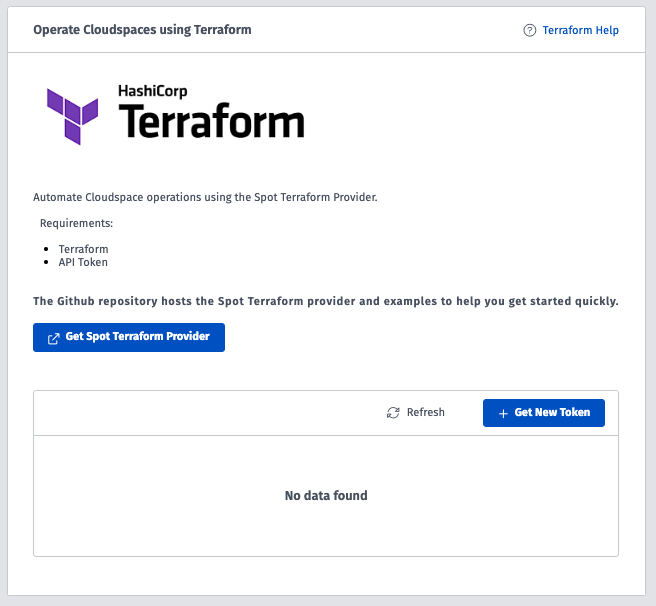 Operate Cloudspaces using Terraform
Terraform Help
HashiCorp
Terraform
Automate Cloudspace operations using the Spot Terraform Provider.
Requirements:
Terraform
API Token
The Github repository hosts the Spot Terraform provider and examples to help you get started quickly.
Get Spot Terraform Provider
Refresh
Get New Token
No data found